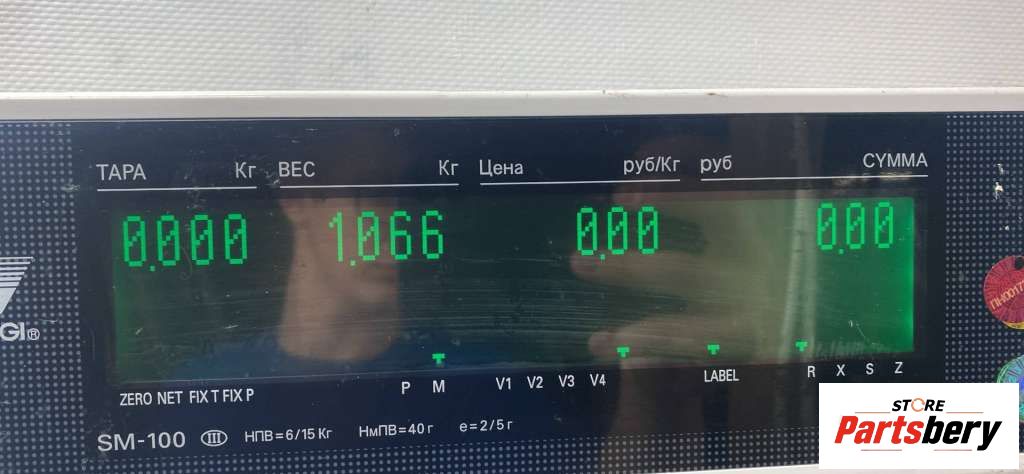 ТАРА Кг ВЕС Кг Цена руб/Кг руб СУММА
0.000 1.066 0.00 0.00
GI®
ZERO NET FIX T FIX P P M V1 V2 V3 V4 LABEL R X S Z
SM-100 III НПВ=6/15 Кг НмПВ=40 г е=2/5 г
STORE
Partsbery